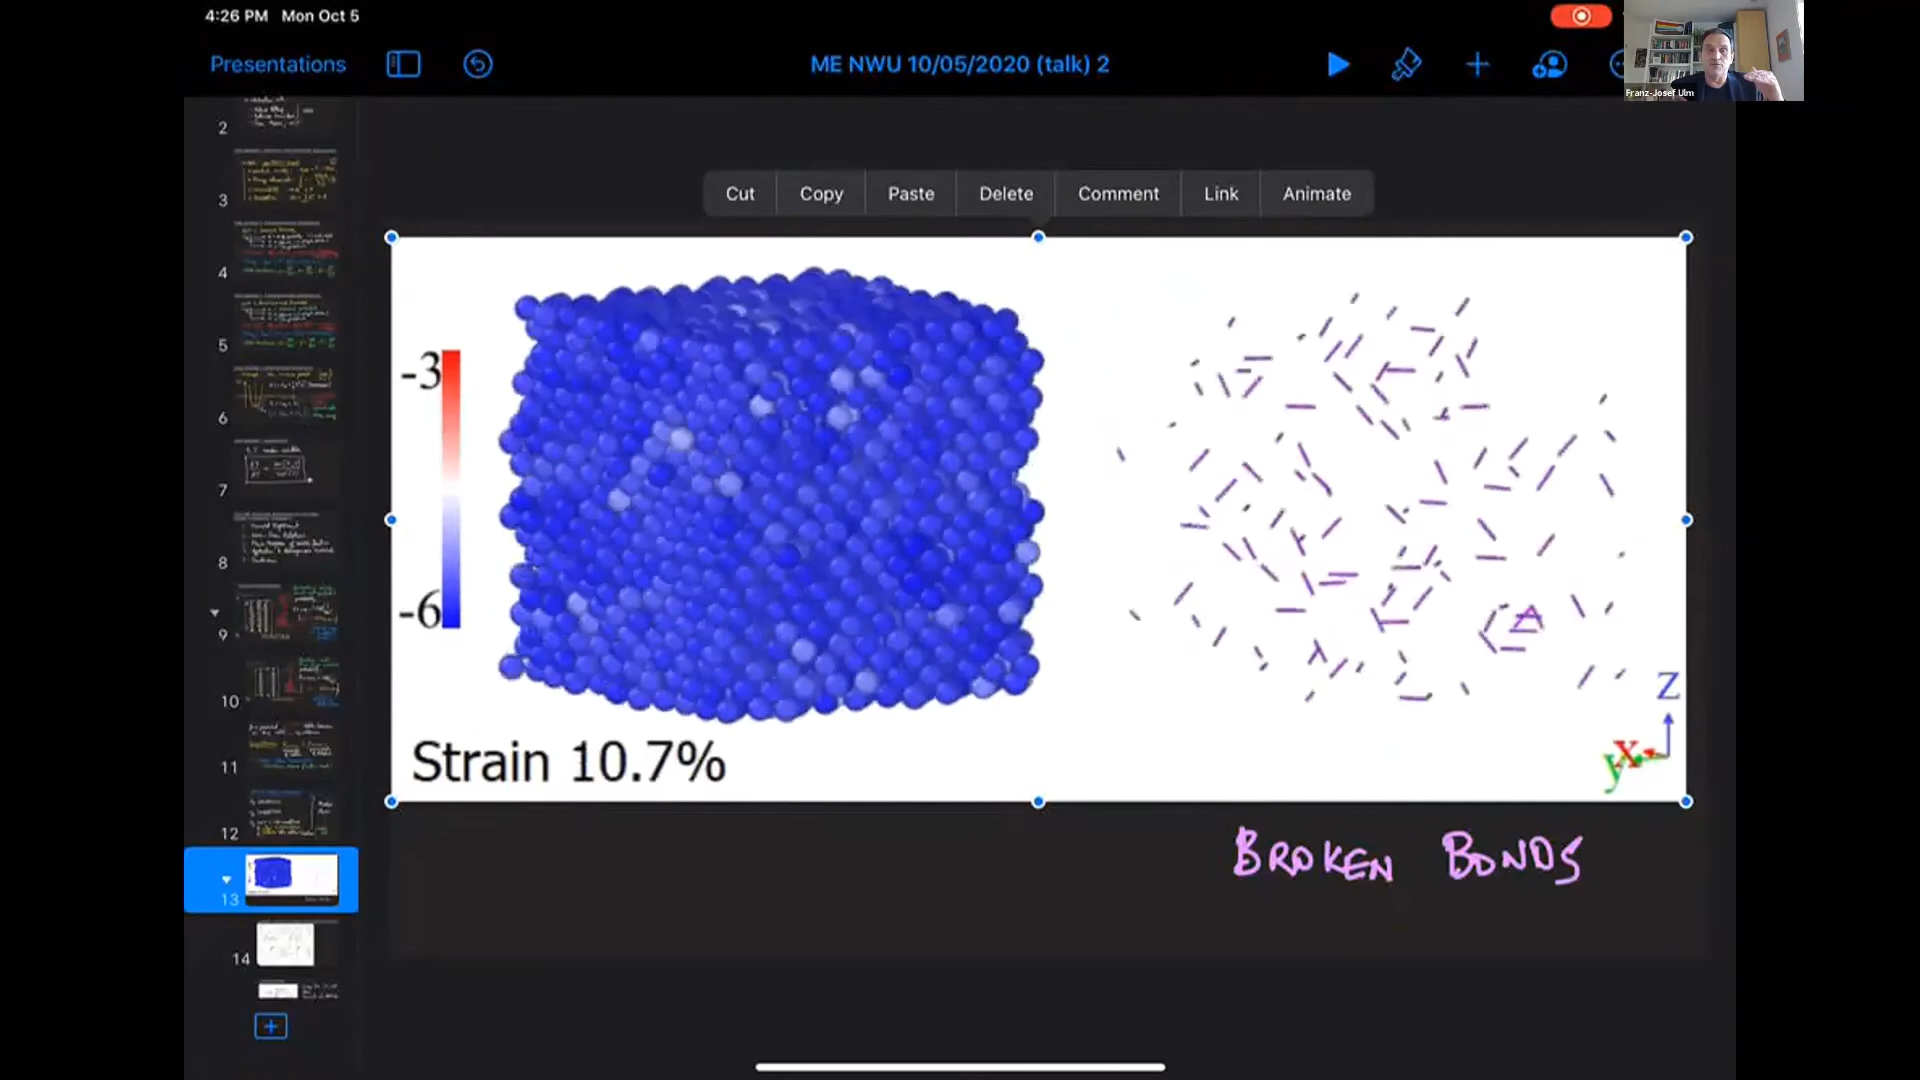 4:26 PM Mon Oct 5
Presentations
ME NWU 10/05/2020 (talk) 2
Franz-Josef Ulm
Cut Copy Paste Delete Comment Link Animate
2
3
4
5
6
7
8
9
10
11
12
13
14
-3
-6
Strain 10.7%
Z
X
y
BROKEN BONDS